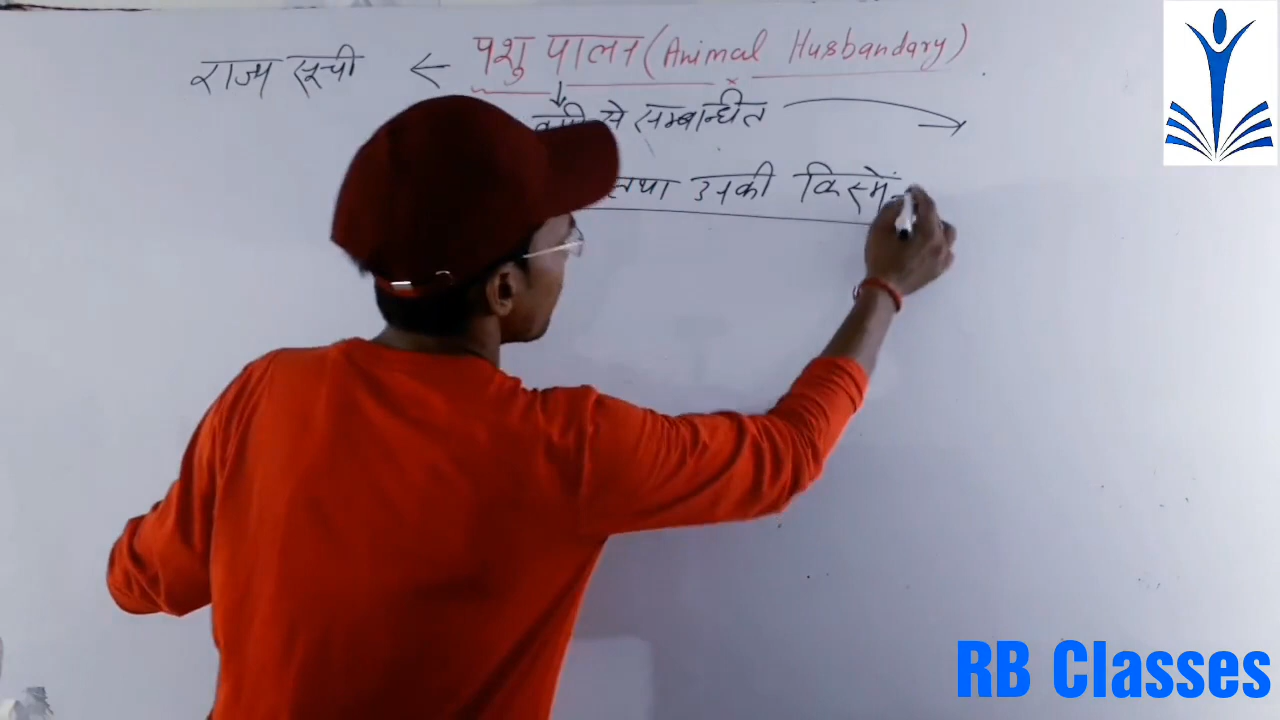 राज्य सूची ← पशु पालन (Animal Husbandary)
से सम्बन्धित
तथा उनकी किस्में
RB Classes